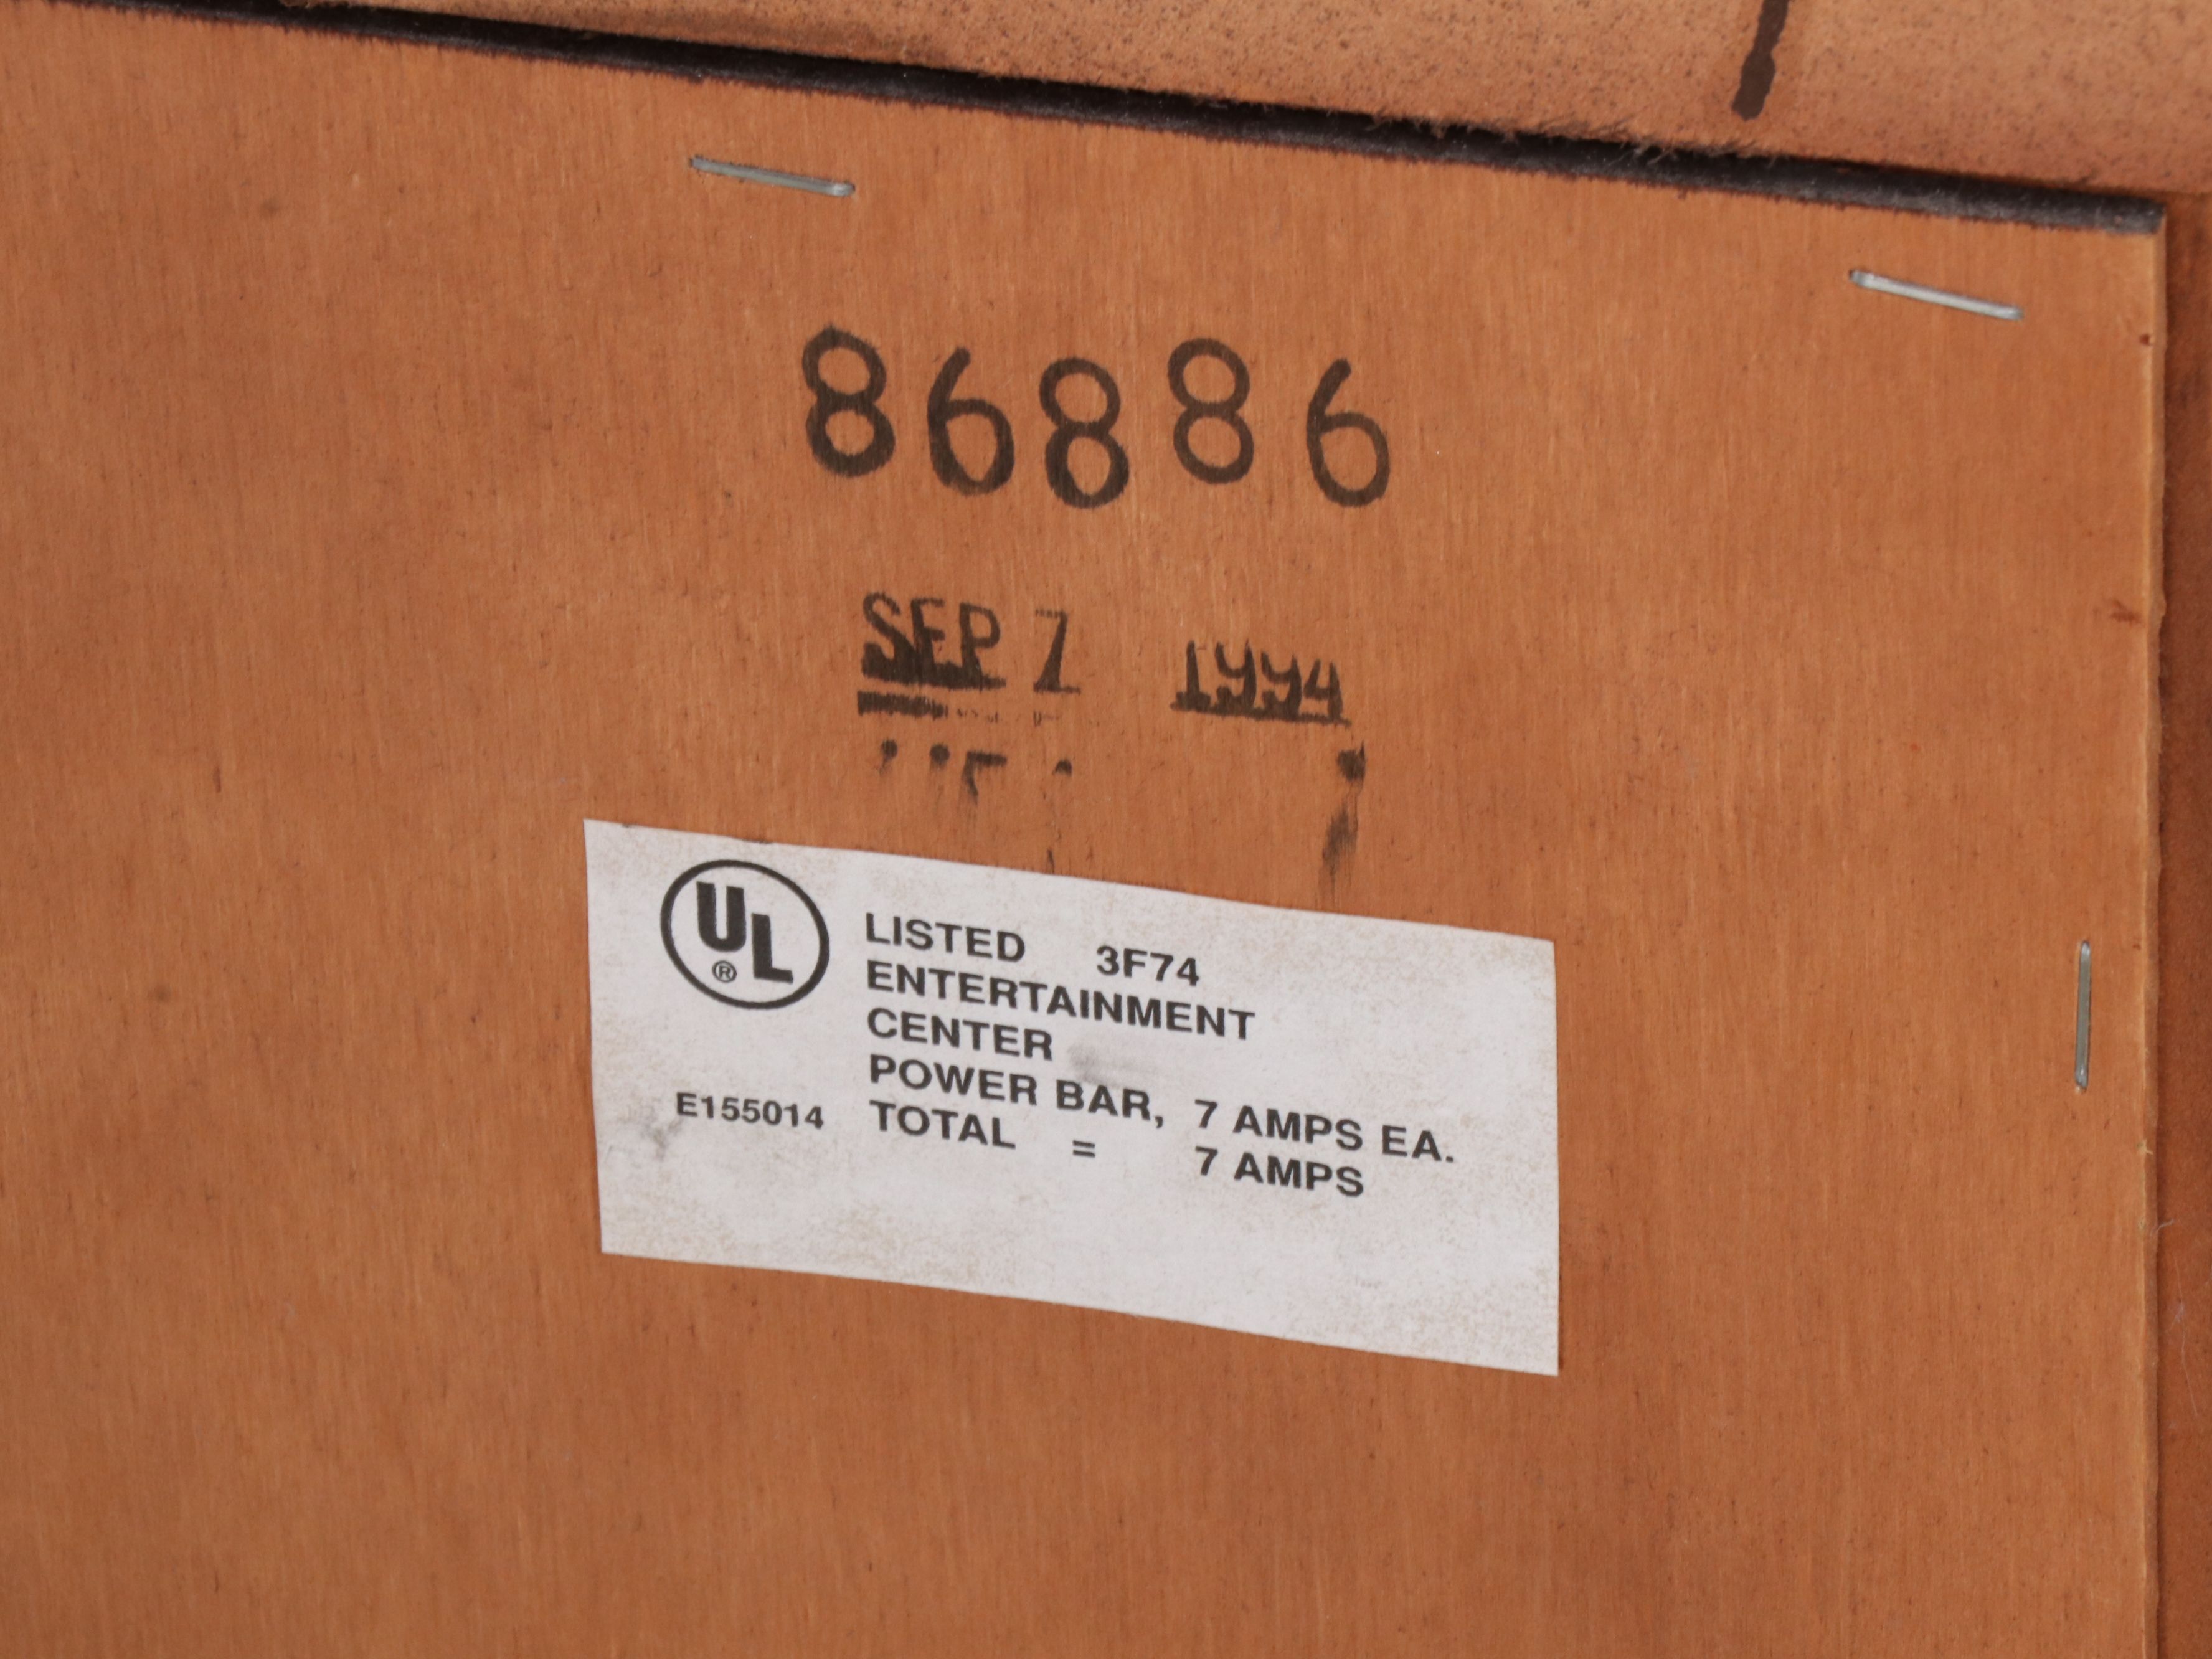 86886
SEP 7 1994
UL
®
LISTED 3F74
ENTERTAINMENT
CENTER
POWER BAR, 7 AMPS EA.
E155014 TOTAL = 7 AMPS